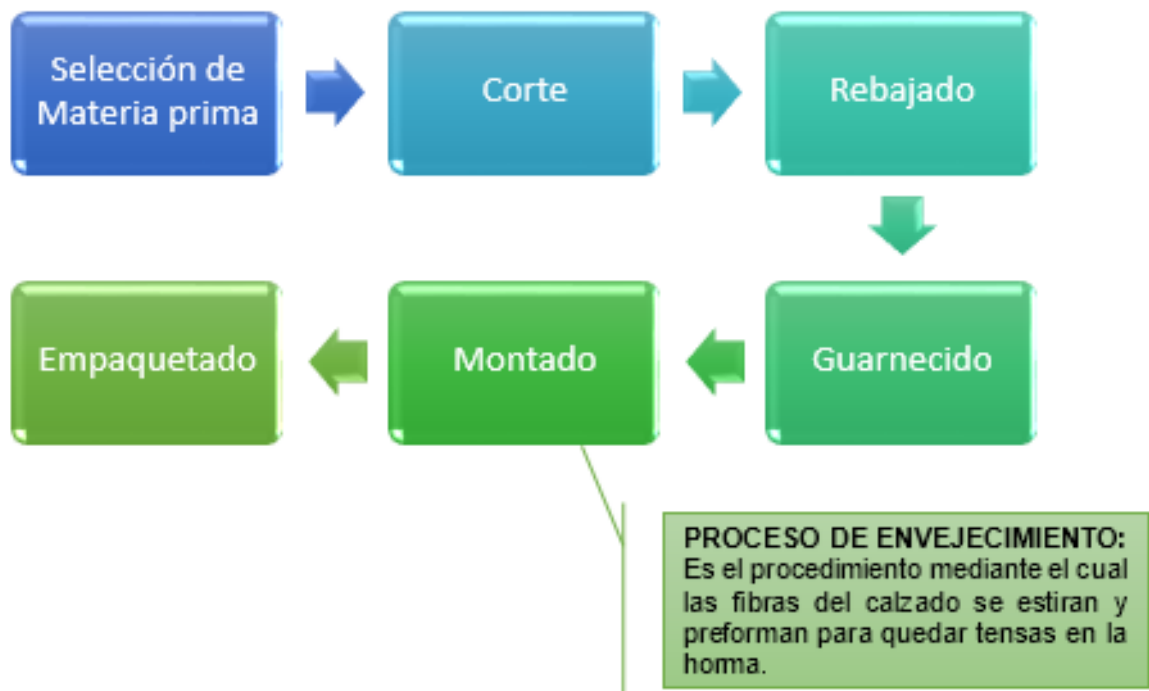 Selección de
Materia prima
Corte
Rebajado
Guarnecido
Montado
Empaquetado
PROCESO DE ENVEJECIMIENTO:
Es el procedimiento mediante el cual
las fibras del calzado se estiran y
preforman para quedar tensas en la
horma.